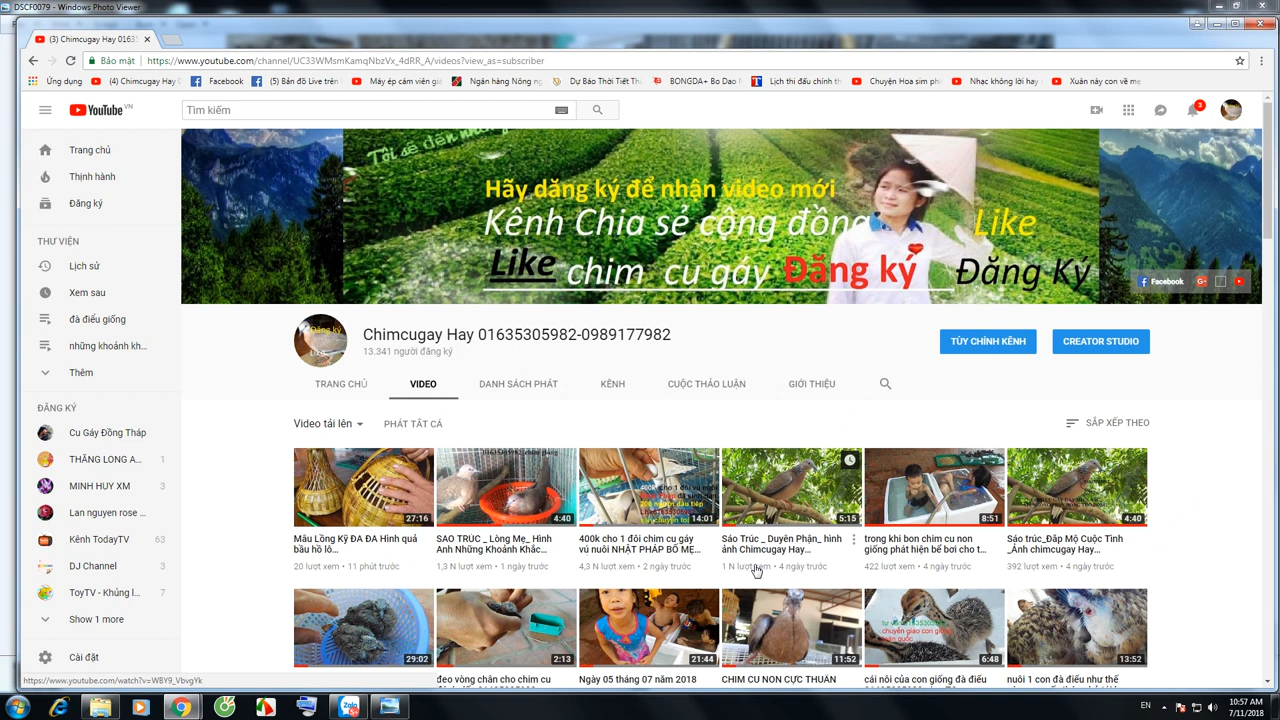 DSCF0079 - Windows Photo Viewer
(3) Chimcugay Hay 0163
Bảo mật
https://www.youtube.com/channel/UC33WMsmKamqNbzVx_4dRR_A/videos?view_as=subscriber
Ứng dụng
(4) Chimcugay Hay
Facebook
(5) Bản đồ Live trên
Máy ép cám viên giá
Ngân hàng Nông ng
Dự Báo Thời Tiết Th
BONGDA+ Bo Dao
Lịch thi đấu chính th
Chuyện Hoa sim ph
Nhạc không lời hay
Xuân này con về mẹ
YouTube VN
Tìm kiếm
3
Trang chủ
Thịnh hành
Đăng ký
THƯ VIỆN
Lịch sử
Xem sau
đà điểu giống
những khoảnh kh...
Thêm
ĐĂNG KÝ
Cu Gáy Đồng Tháp
THĂNG LONG A... 1
MINH HUY XM 3
Lan nguyen rose ...
Kênh TodayTV 63
DJ Channel 3
ToyTV - Khủng l... 7
Show 1 more
Cài đặt
Tôi sẽ đến
Hãy dăng ký để nhận video mới
Kênh Chia sẻ cộng đồng
Like
Like chim cu gáy Đăng ký
Đăng Ký
Facebook
Đăng ký
Like
Chimcugay Hay 01635305982-0989177982
13.341 người đăng ký
TÙY CHỈNH KÊNH
CREATOR STUDIO
TRANG CHỦ
VIDEO
DANH SÁCH PHÁT
KÊNH
CUỘC THẢO LUẬN
GIỚI THIỆU
Video tải lên
PHÁT TẤT CẢ
SẮP XẾP THEO
27:16
4:40
14:01
5:15
8:51
4:40
Mâu Lồng Kỹ ĐA ĐA Hình quả bầu hồ lô...
20 lượt xem • 11 phút trước
SAO TRÚC _ Lòng Mẹ_ Hình Anh Những Khoảnh Khắc...
1,3 N lượt xem • 1 ngày trước
400k cho 1 đôi chim cu gáy vú nuôi NHẬT PHÁP BỐ MẸ...
4,3 N lượt xem • 2 ngày trước
Sáo Trúc _ Duyên Phận_ hình ảnh Chimcugay Hay...
1 N lượt xem • 4 ngày trước
trong khi bon chim cu non giống phát hiện bể bơi cho t...
422 lượt xem • 4 ngày trước
Sáo trúc_Đắp Mộ Cuộc Tình _Ảnh chimcugay Hay...
392 lượt xem • 4 ngày trước
29:02
2:13
21:44
11:52
6:48
13:52
đeo vòng chân cho chim cu
Ngày 05 tháng 07 năm 2018
CHIM CU NON CỰC THUẦN
cái nôi của con giống đà điểu
nuôi 1 con đà điểu như thế
https://www.youtube.com/watch?v=WBY9_VbvgYk
Zalo
EN
10:57 AM
7/11/2018